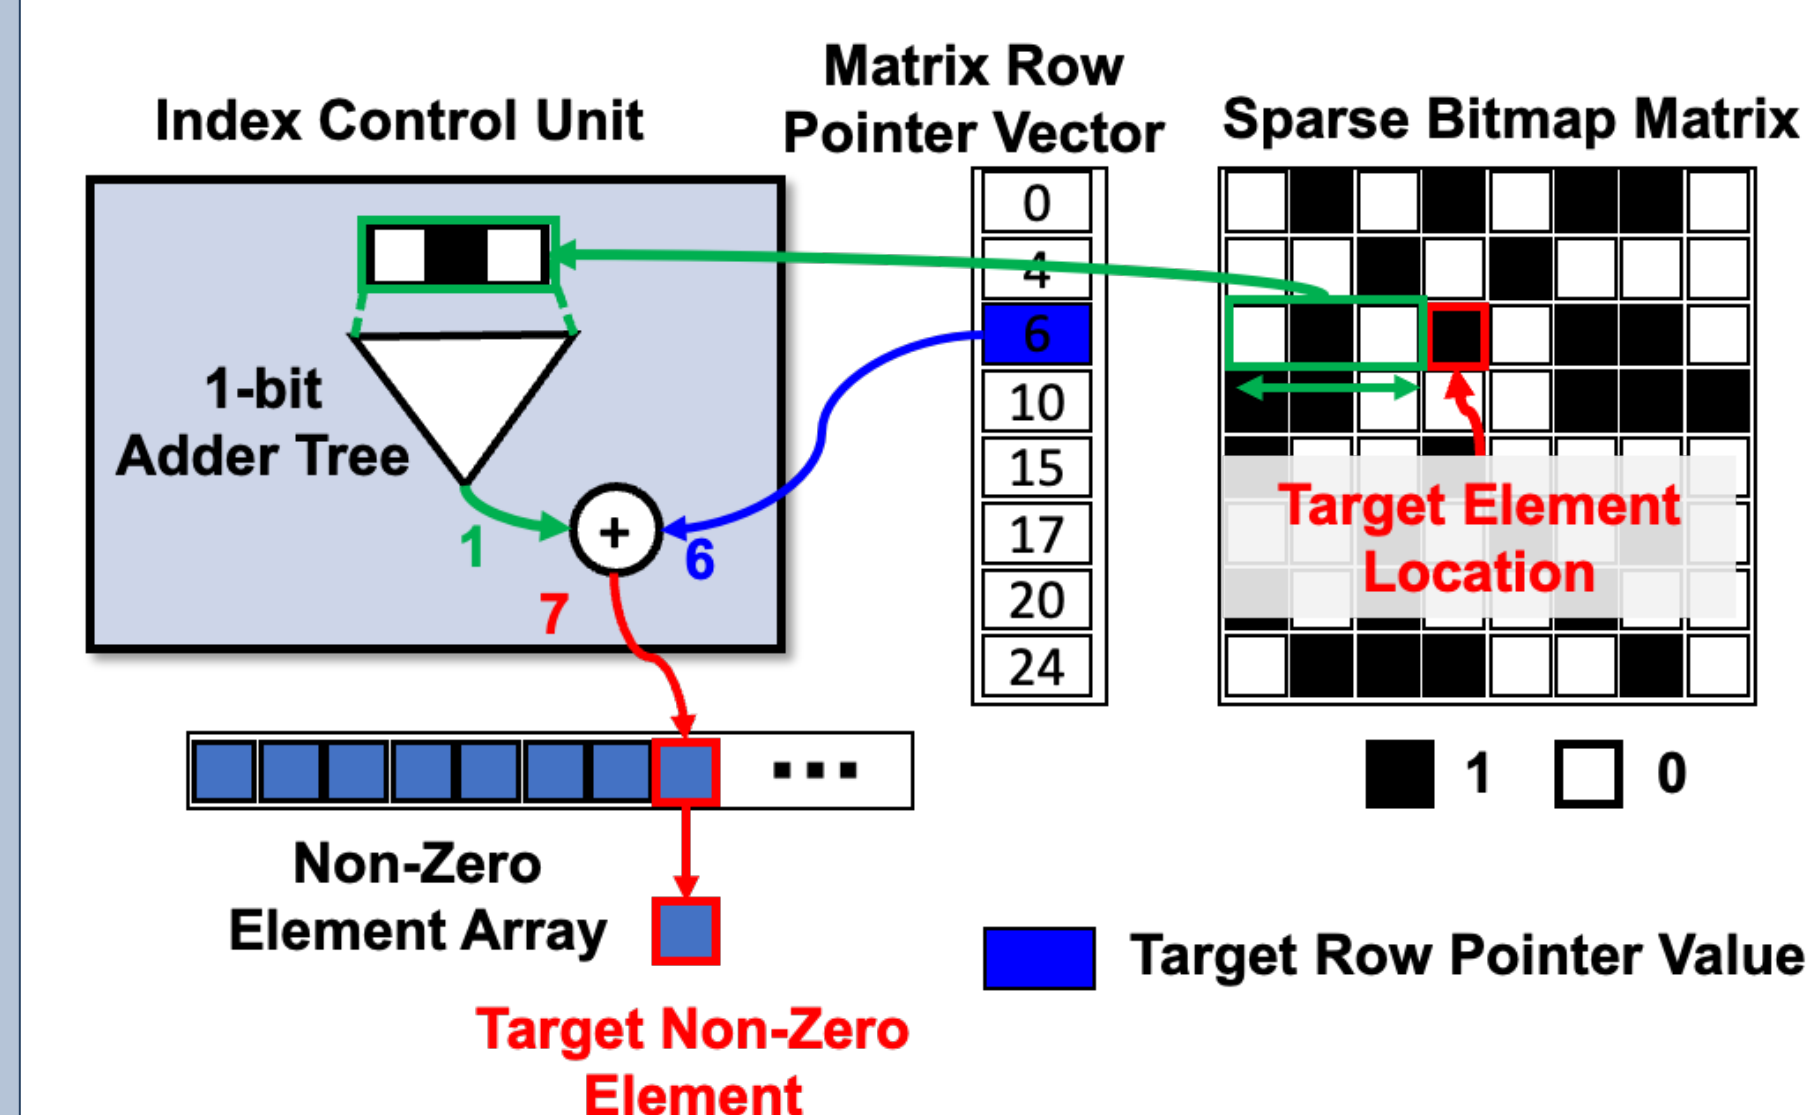 Matrix Row
Pointer Vector
Index Control Unit
Sparse Bitmap Matrix
0
4
6
10
15
17
20
24
1-bit
Adder Tree
1
+
6
7
Target Element
Location
1
0
Non-Zero
Element Array
Target Row Pointer Value
Target Non-Zero
Element